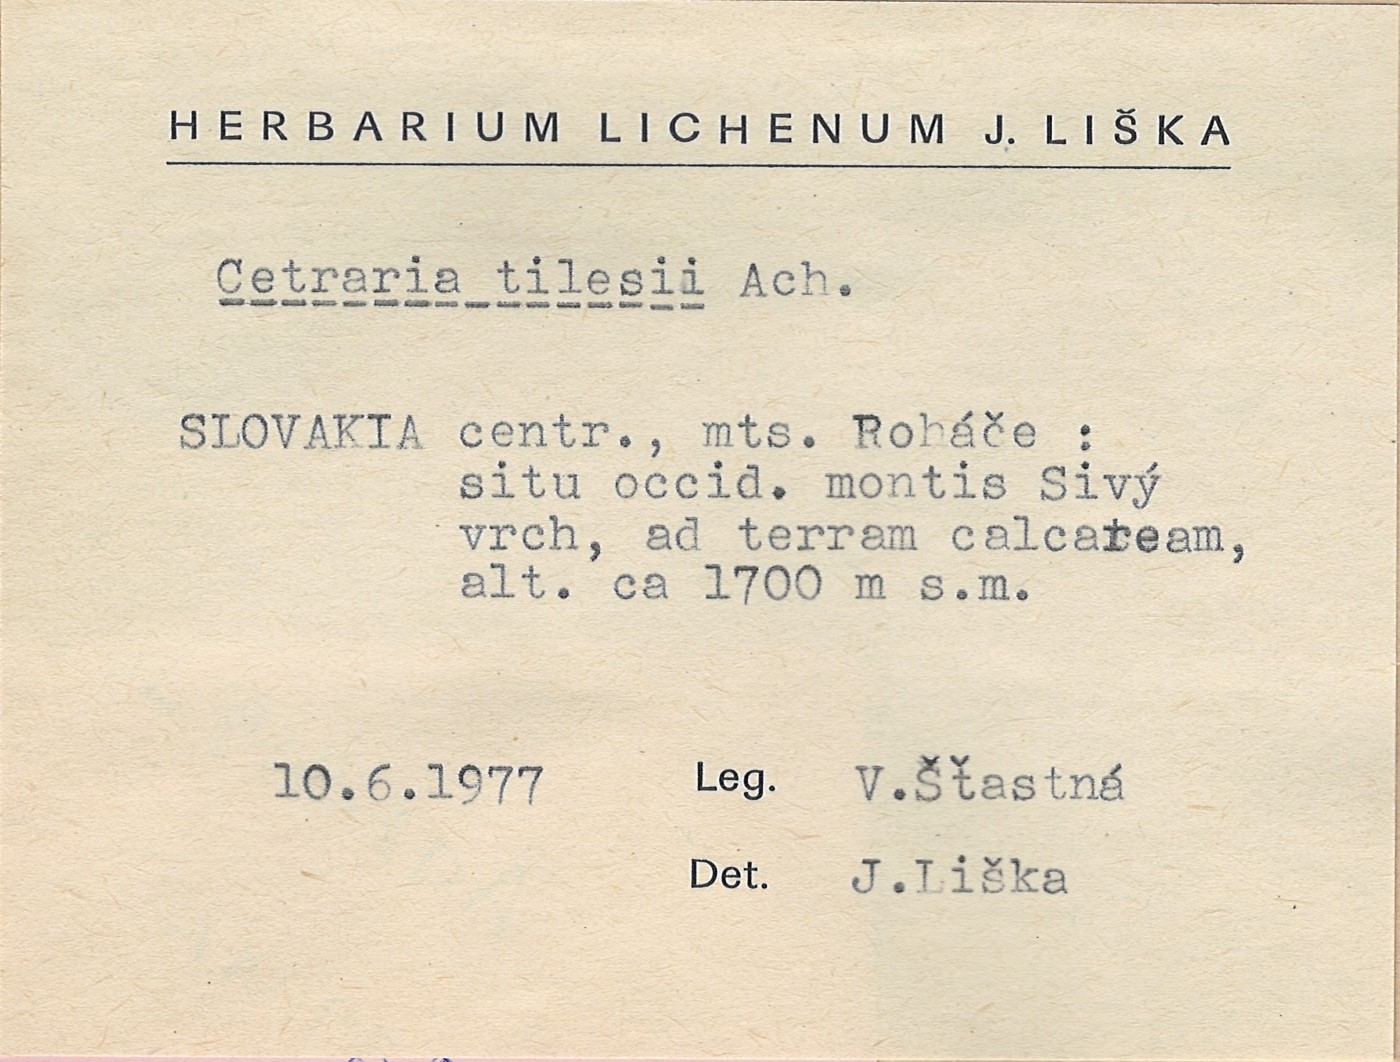 HERBARIUM LICHENUM J. LIŠKA
Cetraria tilesii Ach.
SLOVAKIA centr., mts. Roháče :
situ occid. montis Sivý
vrch, ad terram calcaream,
alt. ca 1700 m s.m.
10.6.1977 Leg. V.Šťastná
Det. J.Liška